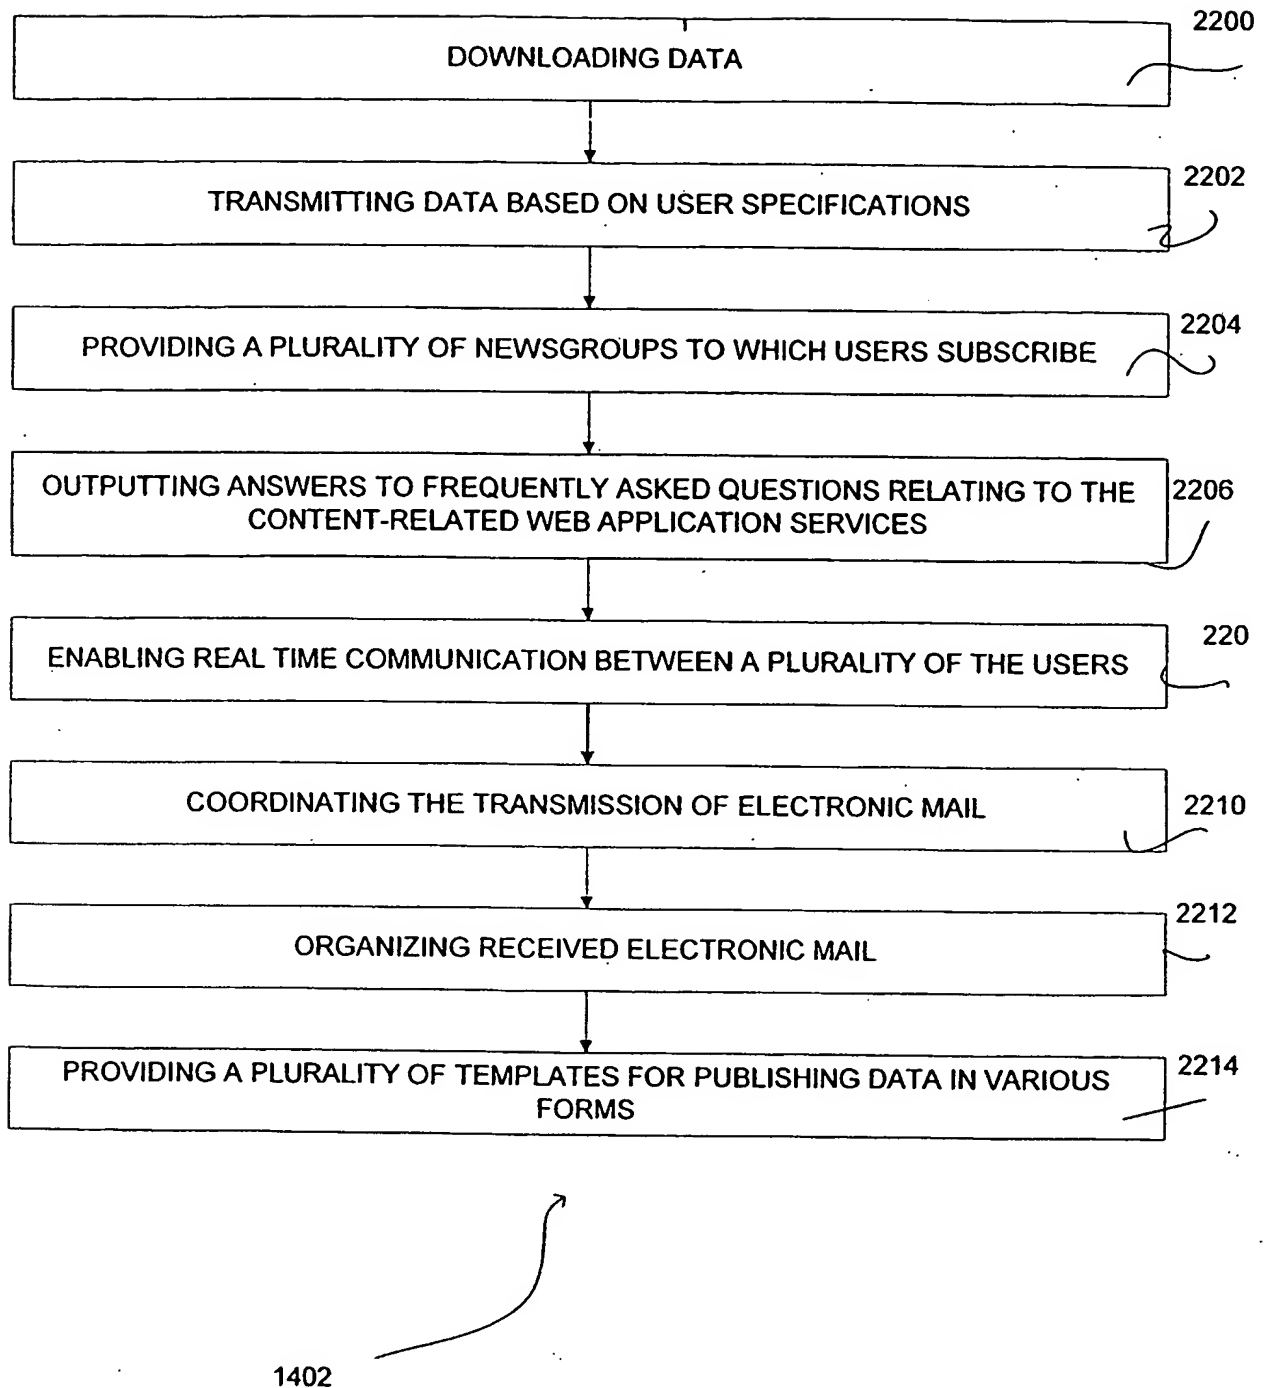 2200
DOWNLOADING DATA
2202
TRANSMITTING DATA BASED ON USER SPECIFICATIONS
2204
PROVIDING A PLURALITY OF NEWSGROUPS TO WHICH USERS SUBSCRIBE
OUTPUTTING ANSWERS TO FREQUENTLY ASKED QUESTIONS RELATING TO THE
2206
CONTENT-RELATED WEB APPLICATION SERVICES
220
ENABLING REAL TIME COMMUNICATION BETWEEN A PLURALITY OF THE USERS
COORDINATING THE TRANSMISSION OF ELECTRONIC MAIL
2210
2212
ORGANIZING RECEIVED ELECTRONIC MAIL
2214
PROVIDING A PLURALITY OF TEMPLATES FOR PUBLISHING DATA IN VARIOUS
FORMS
1402